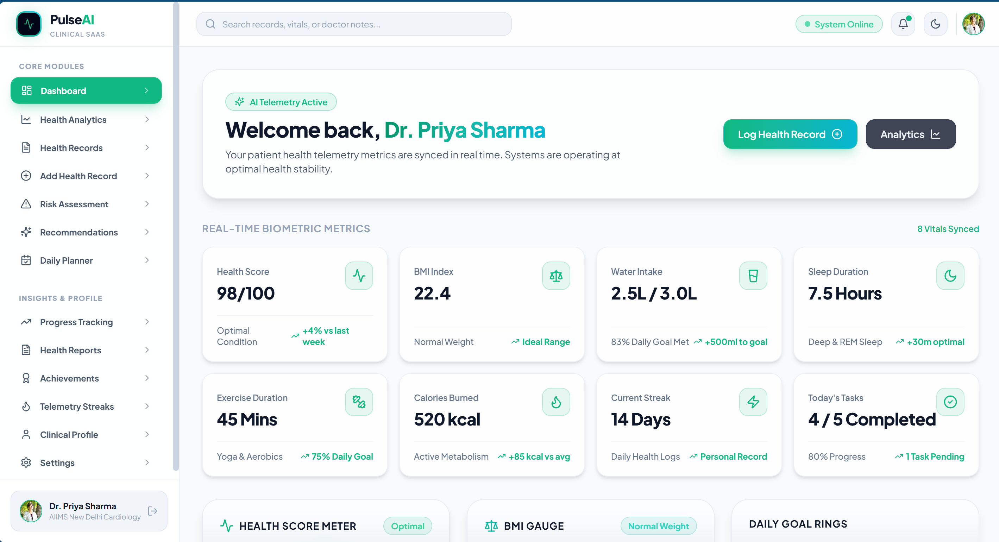 PulseAI
CLINICAL SAAS
CORE MODULES
Dashboard
Health Analytics
Health Records
Add Health Record
Risk Assessment
Recommendations
Daily Planner
INSIGHTS & PROFILE
Progress Tracking
Health Reports
Achievements
Telemetry Streaks
Clinical Profile
Settings
Dr. Priya Sharma
AIIMS New Delhi Cardiology
Search records, vitals, or doctor notes...
System Online
AI Telemetry Active
Welcome back, Dr. Priya Sharma
Your patient health telemetry metrics are synced in real time. Systems are operating at
optimal health stability.
Log Health Record
Analytics
REAL-TIME BIOMETRIC METRICS
8 Vitals Synced
Health Score
98/100
Optimal
Condition
+4% vs last
week
BMI Index
22.4
Normal Weight
Ideal Range
Water Intake
2.5L / 3.0L
83% Daily Goal Met
+500ml to goal
Sleep Duration
7.5 Hours
Deep & REM Sleep
+30m optimal
Exercise Duration
45 Mins
Yoga & Aerobics
75% Daily Goal
Calories Burned
520 kcal
Active Metabolism
+85 kcal vs avg
Current Streak
14 Days
Daily Health Logs
Personal Record
Today's Tasks
4 / 5 Completed
80% Progress
1 Task Pending
HEALTH SCORE METER
Optimal
BMI GAUGE
Normal Weight
DAILY GOAL RINGS